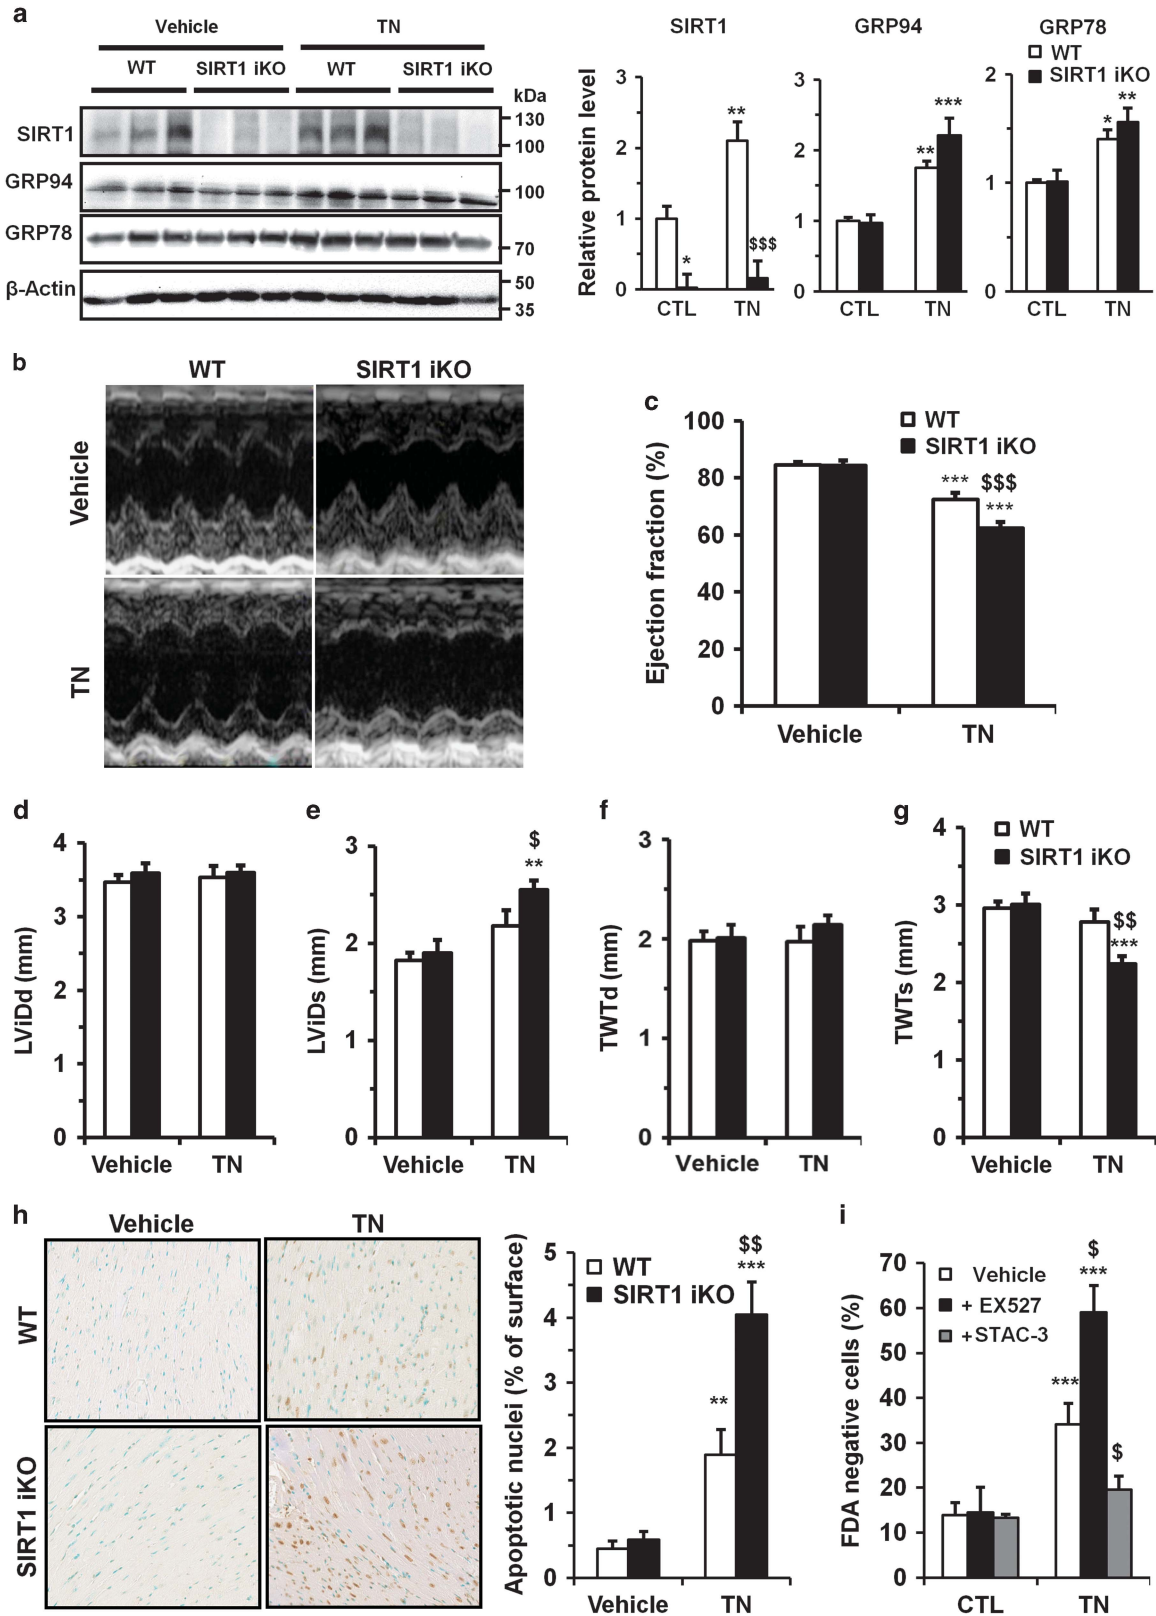 a
Vehicle TN
WT SIRT1 iKO WT SIRT1 iKO
kDa
SIRT1
130
100
GRP94
100
GRP78
70
β-Actin
50
35
SIRT1
Relative protein level
3
2
1
0
**
*
$$$
CTL TN
GRP94
3
2
1
0
**
***
CTL TN
GRP78
WT
SIRT1 iKO
2
1
0
*
**
CTL TN
b
WT SIRT1 iKO
Vehicle
TN
c
Ejection fraction (%)
100
80
60
40
20
0
WT
SIRT1 iKO
***
$$$
***
Vehicle TN
d
LViDd (mm)
4
3
2
1
0
Vehicle TN
e
LViDs (mm)
3
2
1
0
$
**
Vehicle TN
f
TWTd (mm)
3
2
1
0
Vehicle TN
g
TWTs (mm)
4
3
2
1
0
WT
SIRT1 iKO
$$
***
Vehicle TN
h
Vehicle TN
WT
SIRT1 iKO
Apoptotic nuclei (% of surface)
5
4
3
2
1
0
WT
SIRT1 iKO
**
$$
***
Vehicle TN
i
FDA negative cells (%)
70
60
50
40
30
20
10
0
Vehicle
+ EX527
+ STAC-3
***
$
***
$
CTL TN